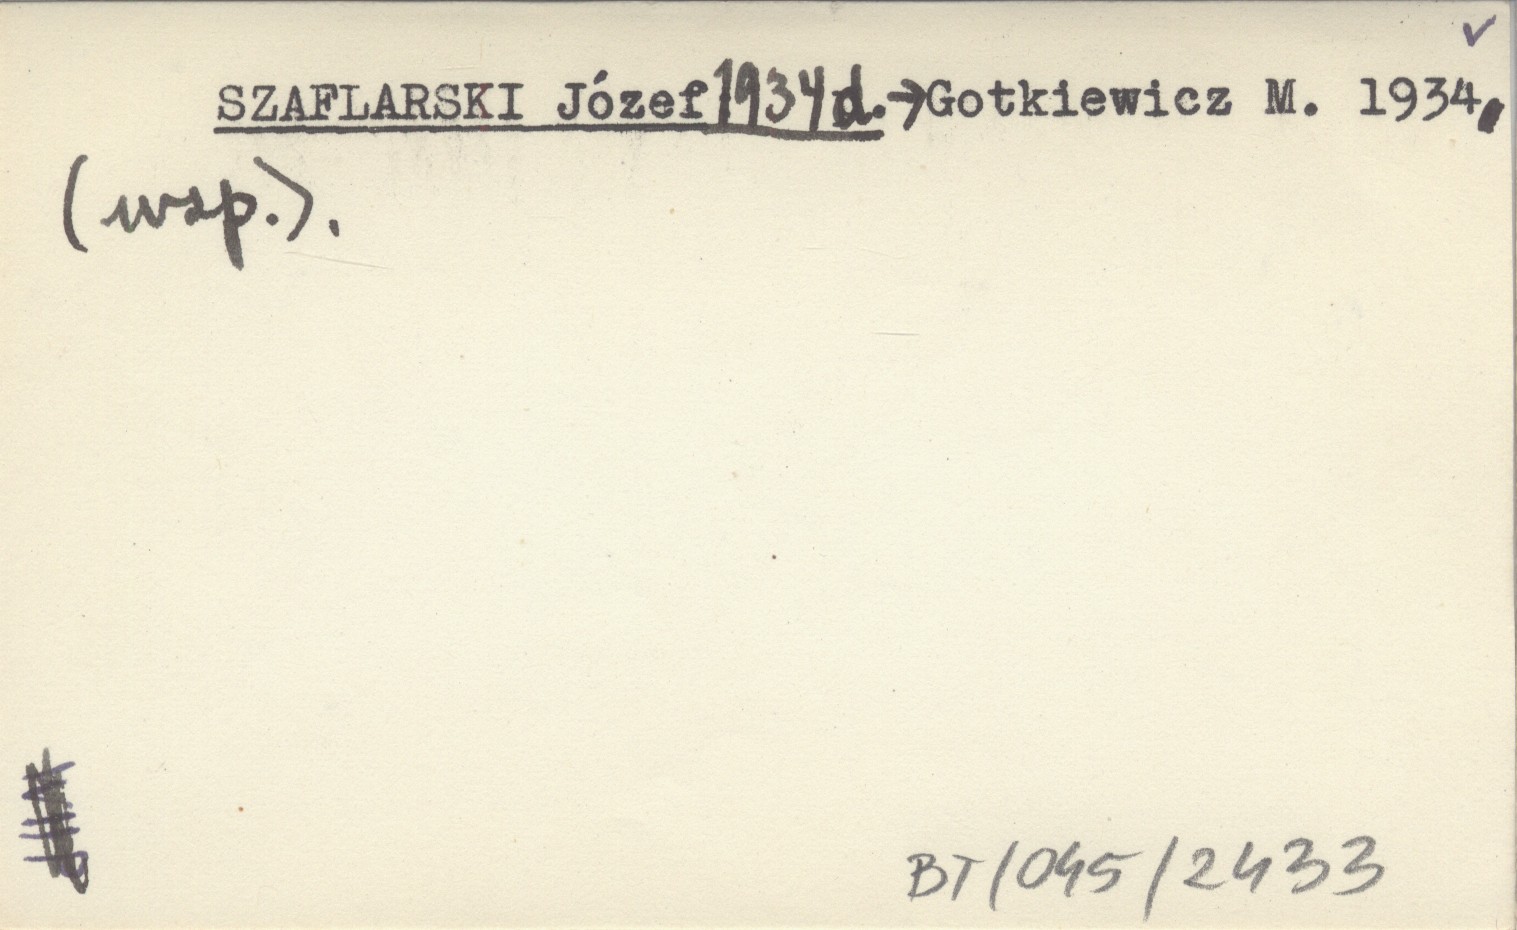 SZAFLARSKI Józef 1934 d. → Gotkiewicz M. 1934,
(wsp.).
BT/045/2433